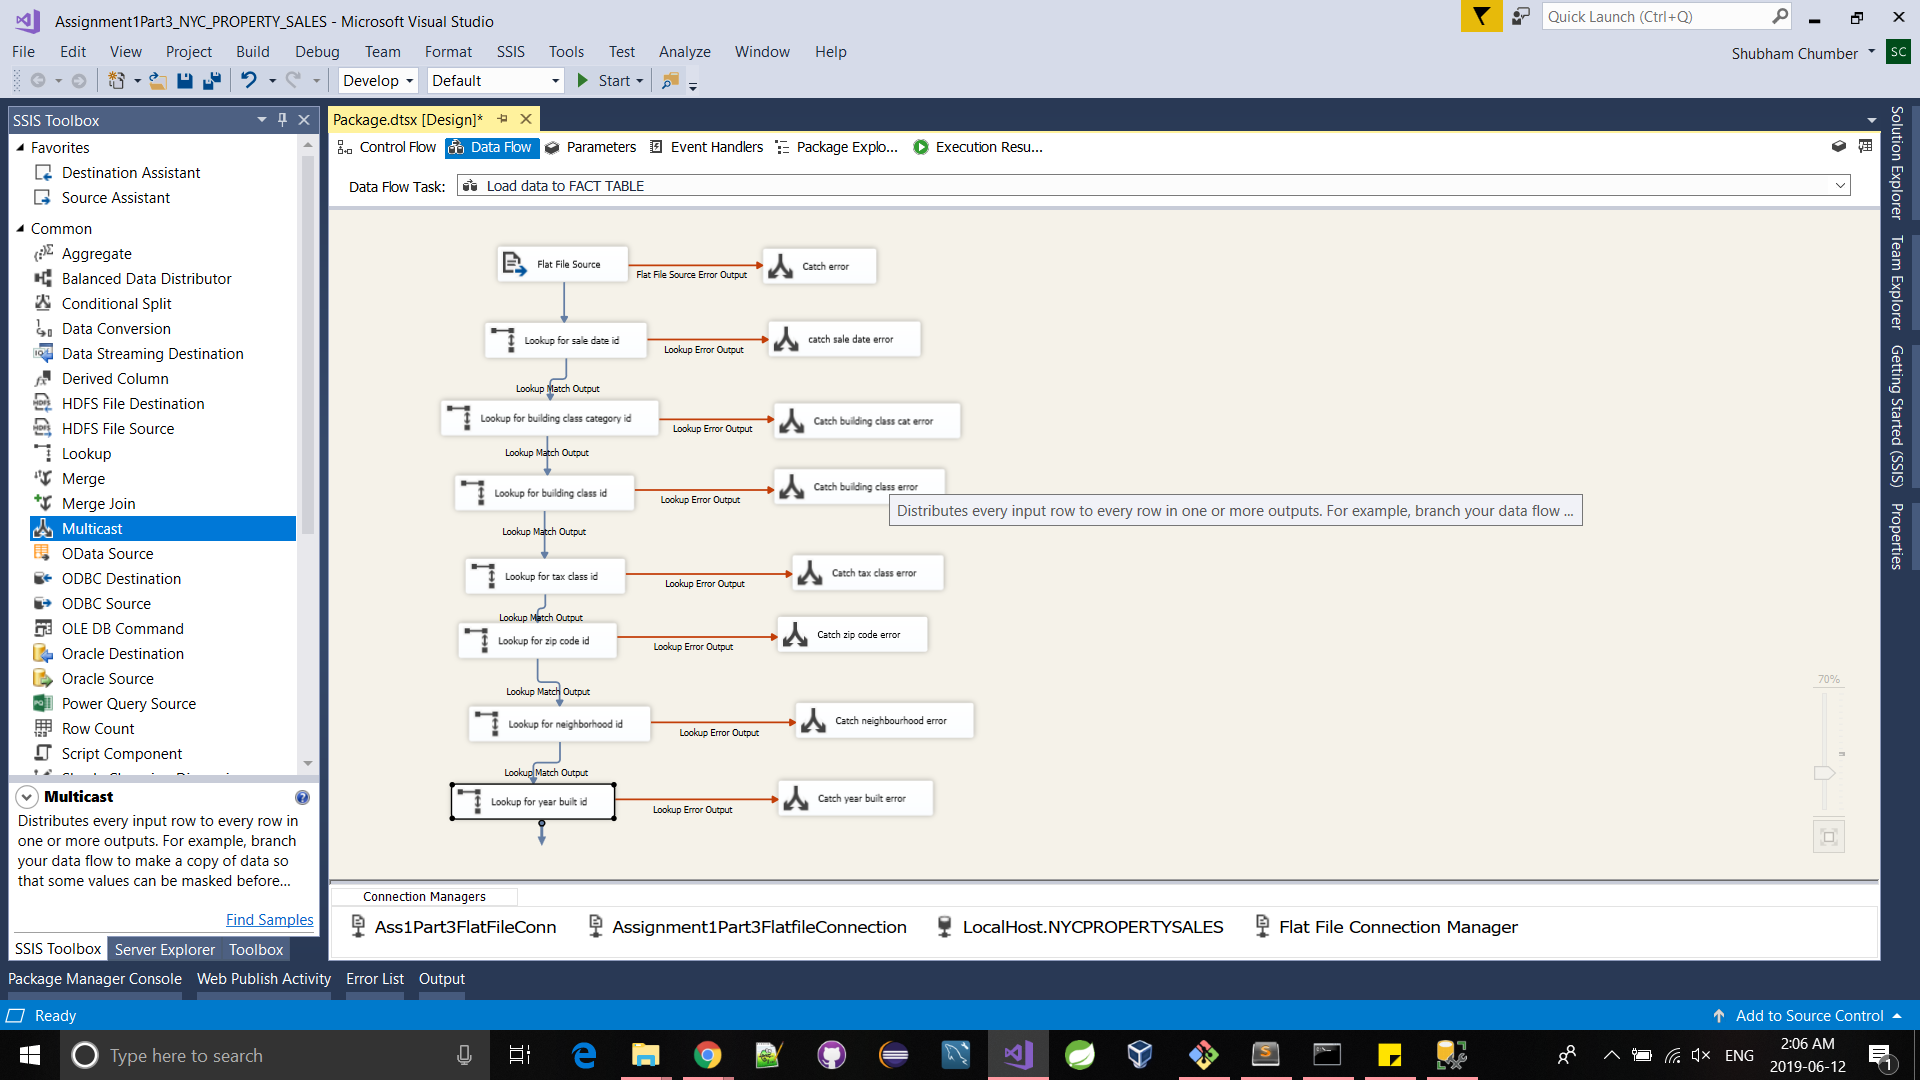 Assignment1Part3_NYC_PROPERTY_SALES - Microsoft Visual Studio
Quick Launch (Ctrl+Q)
File Edit View Project Build Debug Team Format SSIS Tools Test Analyze Window Help
Shubham Chumber
SC
Develop
Default
Start
SSIS Toolbox
Favorites
Destination Assistant
Source Assistant
Common
Aggregate
Balanced Data Distributor
Conditional Split
Data Conversion
Data Streaming Destination
Derived Column
HDFS File Destination
HDFS File Source
Lookup
Merge
Merge Join
Multicast
OData Source
ODBC Destination
ODBC Source
OLE DB Command
Oracle Destination
Oracle Source
Power Query Source
Row Count
Script Component
Multicast
Distributes every input row to every row in
one or more outputs. For example, branch
your data flow to make a copy of data so
that some values can be masked before...
Find Samples
SSIS Toolbox Server Explorer Toolbox
Package.dtsx [Design]*
Control Flow Data Flow Parameters Event Handlers Package Explo... Execution Resu...
Data Flow Task: Load data to FACT TABLE
Flat File Source
Flat File Source Error Output
Catch error
Lookup for sale date id
Lookup Error Output
catch sale date error
Lookup Match Output
Lookup for building class category id
Lookup Error Output
Catch building class cat error
Lookup Match Output
Lookup for building class id
Lookup Error Output
Catch building class error
Distributes every input row to every row in one or more outputs. For example, branch your data flow ...
Lookup Match Output
Lookup for tax class id
Lookup Error Output
Catch tax class error
Lookup Match Output
Lookup for zip code id
Lookup Error Output
Catch zip code error
Lookup Match Output
Lookup for neighborhood id
Lookup Error Output
Catch neighbourhood error
Lookup Match Output
Lookup for year built id
Lookup Error Output
Catch year built error
70%
Connection Managers
Ass1Part3FlatFileConn
Assignment1Part3FlatfileConnection
LocalHost.NYCPROPERTYSALES
Flat File Connection Manager
Solution Explorer
Team Explorer
Getting Started (SSIS)
Properties
Package Manager Console Web Publish Activity Error List Output
Ready
Add to Source Control
Type here to search
ENG
2:06 AM
2019-06-12
1